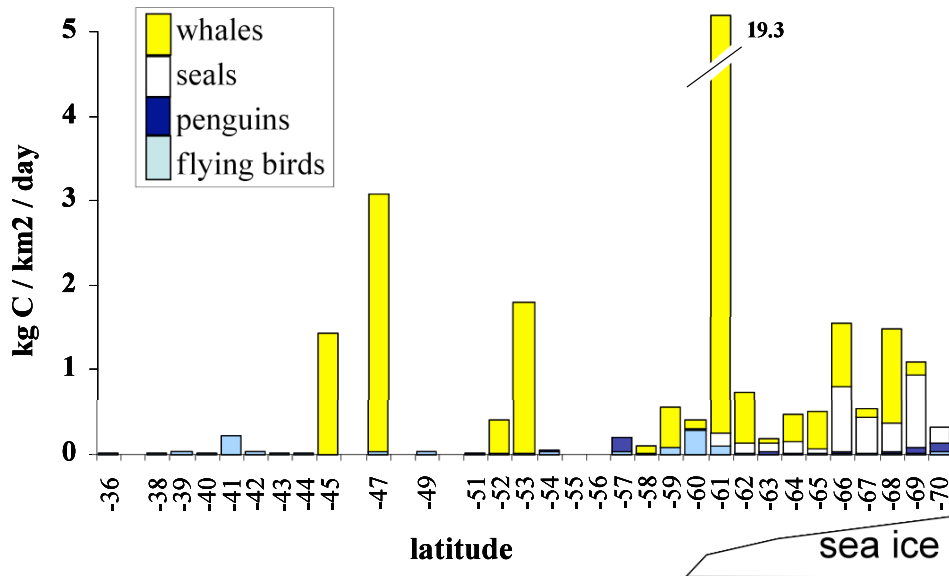 5
4
3
2
1
0
kg C / km2 / day
whales
seals
penguins
flying birds
19.3
-36 -38 -39 -40 -41 -42 -43 -44 -45 -47 -49 -51 -52 -53 -54 -55 -56 -57 -58 -59 -60 -61 -62 -63 -64 -65 -66 -67 -68 -69 -70
latitude
sea ice